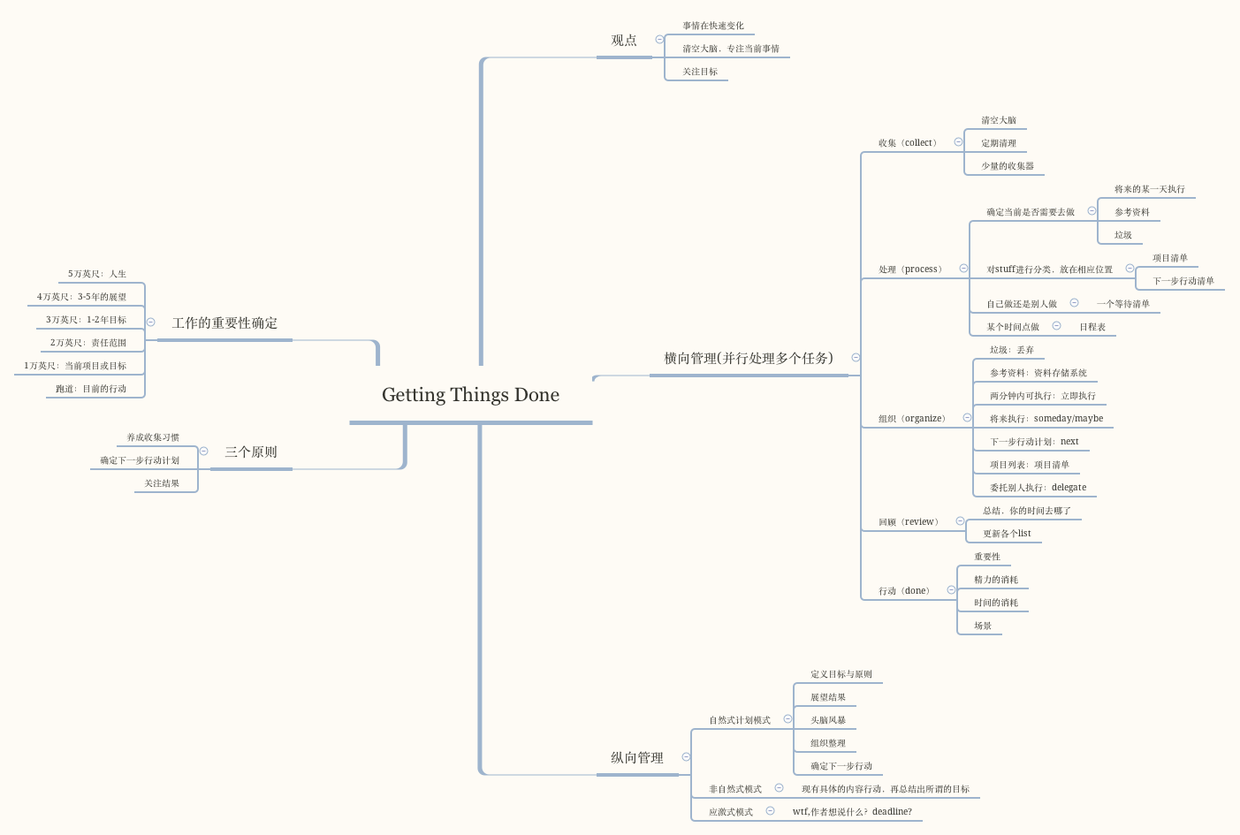 Getting Things Done
观点
事情在快速变化
清空大脑，专注当前事情
关注目标
横向管理(并行处理多个任务)
收集（collect）
清空大脑
定期清理
少量的收集器
处理（process）
确定当前是否需要去做
将来的某一天执行
参考资料
垃圾
对stuff进行分类，放在相应位置
项目清单
下一步行动清单
自己做还是别人做
一个等待清单
某个时间点做
日程表
组织（organize）
垃圾：丢弃
参考资料：资料存储系统
两分钟内可执行：立即执行
将来执行：someday/maybe
下一步行动计划：next
项目列表：项目清单
委托别人执行：delegate
回顾（review）
总结，你的时间去哪了
更新各个list
行动（done）
重要性
精力的消耗
时间的消耗
场景
纵向管理
自然式计划模式
定义目标与原则
展望结果
头脑风暴
组织整理
确定下一步行动
非自然式模式
现有具体的内容行动，再总结出所谓的目标
应激式模式
wtf,作者想说什么？deadline?
工作的重要性确定
5万英尺：人生
4万英尺：3-5年的展望
3万英尺：1-2年目标
2万英尺：责任范围
1万英尺：当前项目或目标
跑道：目前的行动
三个原则
养成收集习惯
确定下一步行动计划
关注结果